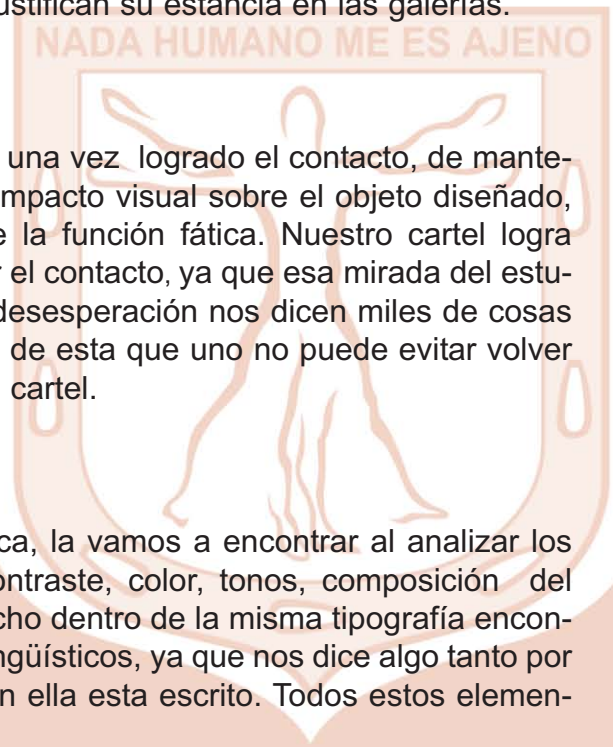 ustifican su estancia en las galerías.
NADA HUMANO ME ES AJENO
una vez logrado el contacto, de mante-
mpacto visual sobre el objeto diseñado,
e la función fática. Nuestro cartel logra
r el contacto, ya que esa mirada del estu-
desesperación nos dicen miles de cosas
de esta que uno no puede evitar volver
cartel.
ca, la vamos a encontrar al analizar los
ontraste, color, tonos, composición del
cho dentro de la misma tipografía encon-
ngüísticos, ya que nos dice algo tanto por
n ella esta escrito. Todos estos elemen-